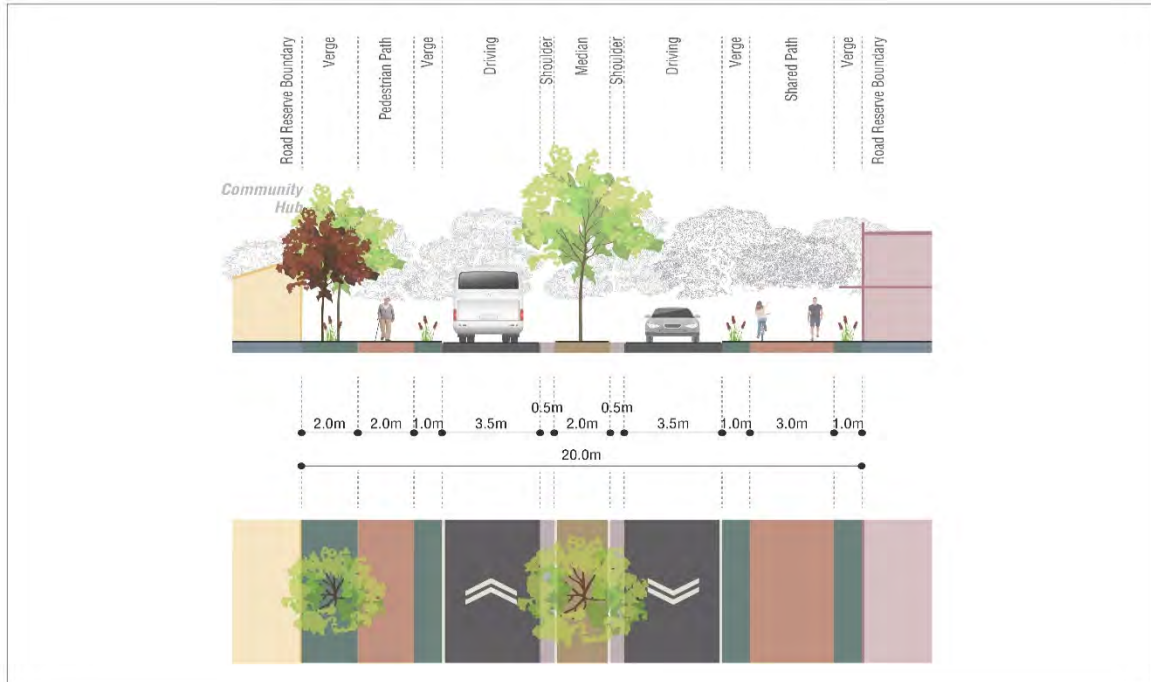 Road Reserve Boundary
Verge
Pedestrian Path
Verge
Driving
Shoulder
Median
Shoulder
Driving
Verge
Shared Path
Verge
Road Reserve Boundary
Community
Hub
0.5m 0.5m
2.0m 2.0m 1.0m 3.5m 2.0m 3.5m 1.0m 3.0m 1.0m
20.0m